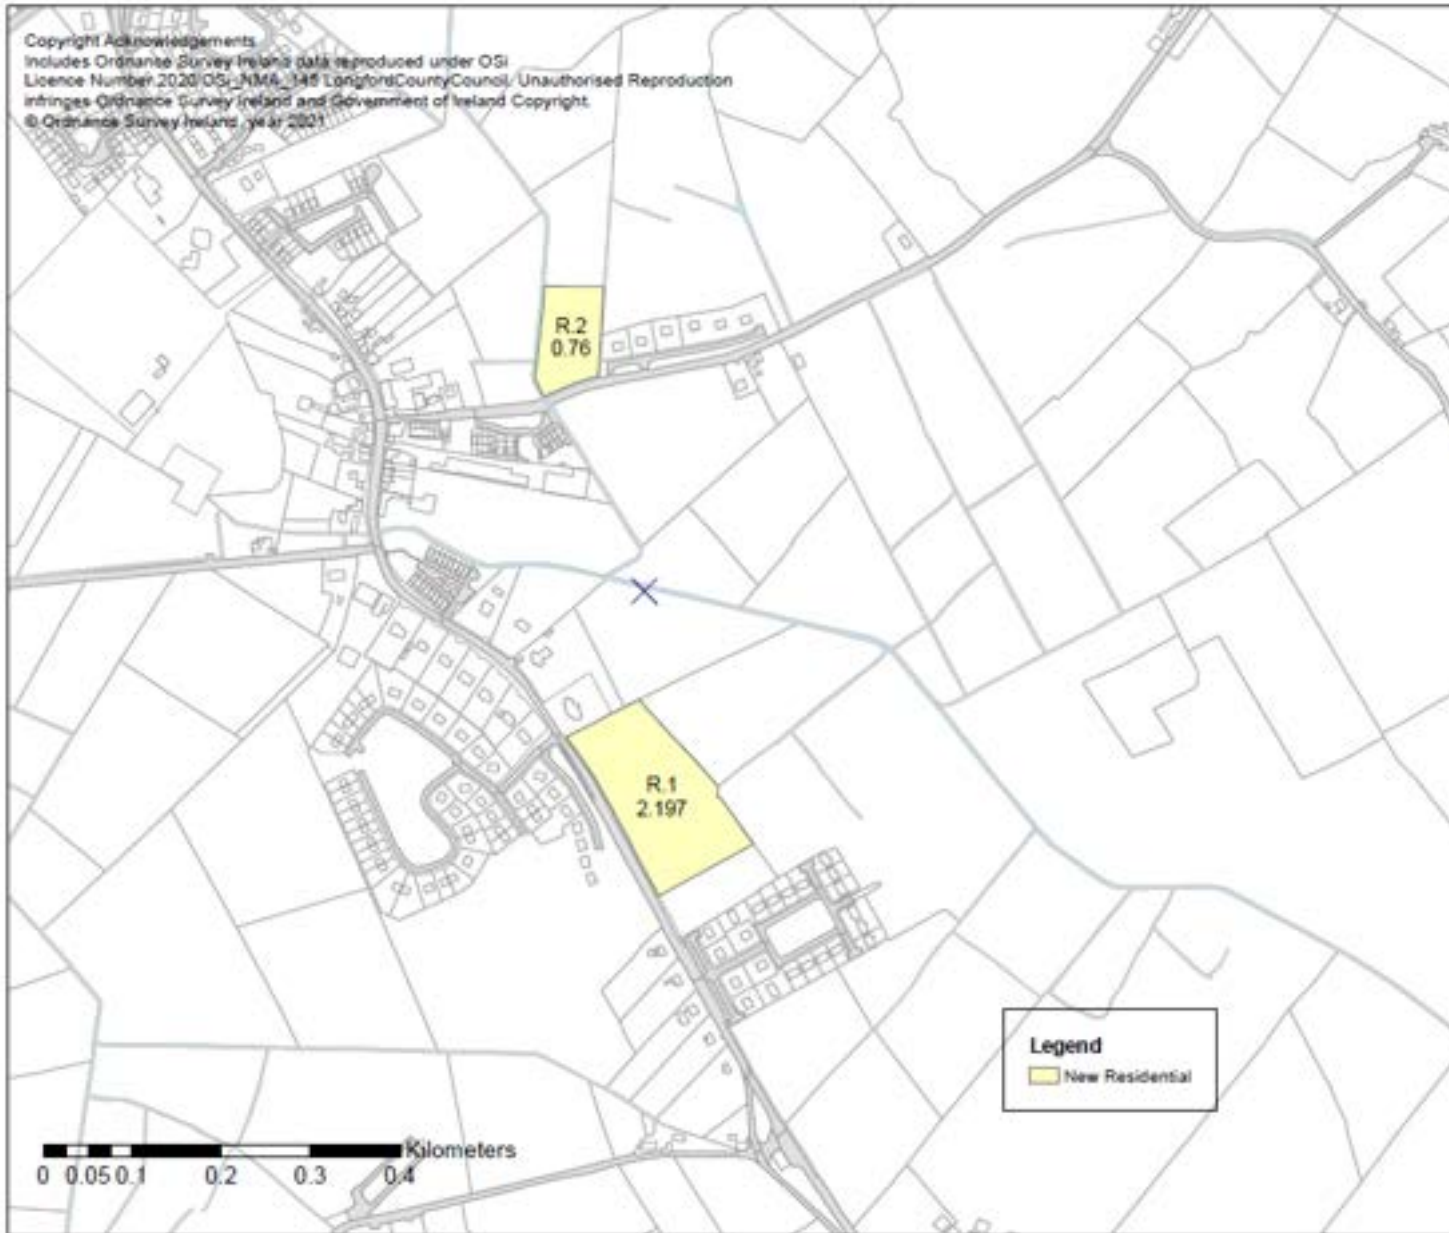 Copyright Acknowledgements
Includes Ordnance Survey Ireland data reproduced under OSi
Licence Number 2020 OSi_NMA_148 LongfordCountyCouncil. Unauthorised Reproduction
infringes Ordnance Survey Ireland and Government of Ireland Copyright.
© Ordnance Survey Ireland, year 2021
R.2
0.76
R.1
2.197
Legend
New Residential
Kilometers
0 0.05 0.1 0.2 0.3 0.4